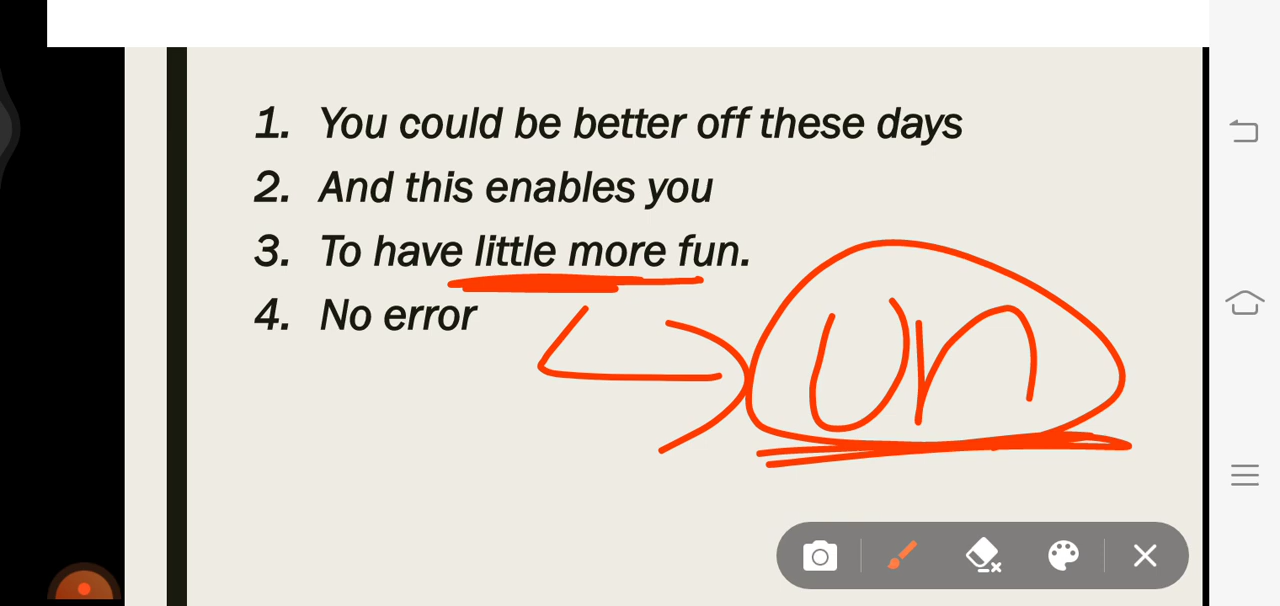 1. You could be better off these days
2. And this enables you
3. To have little more fun.
4. No error
un